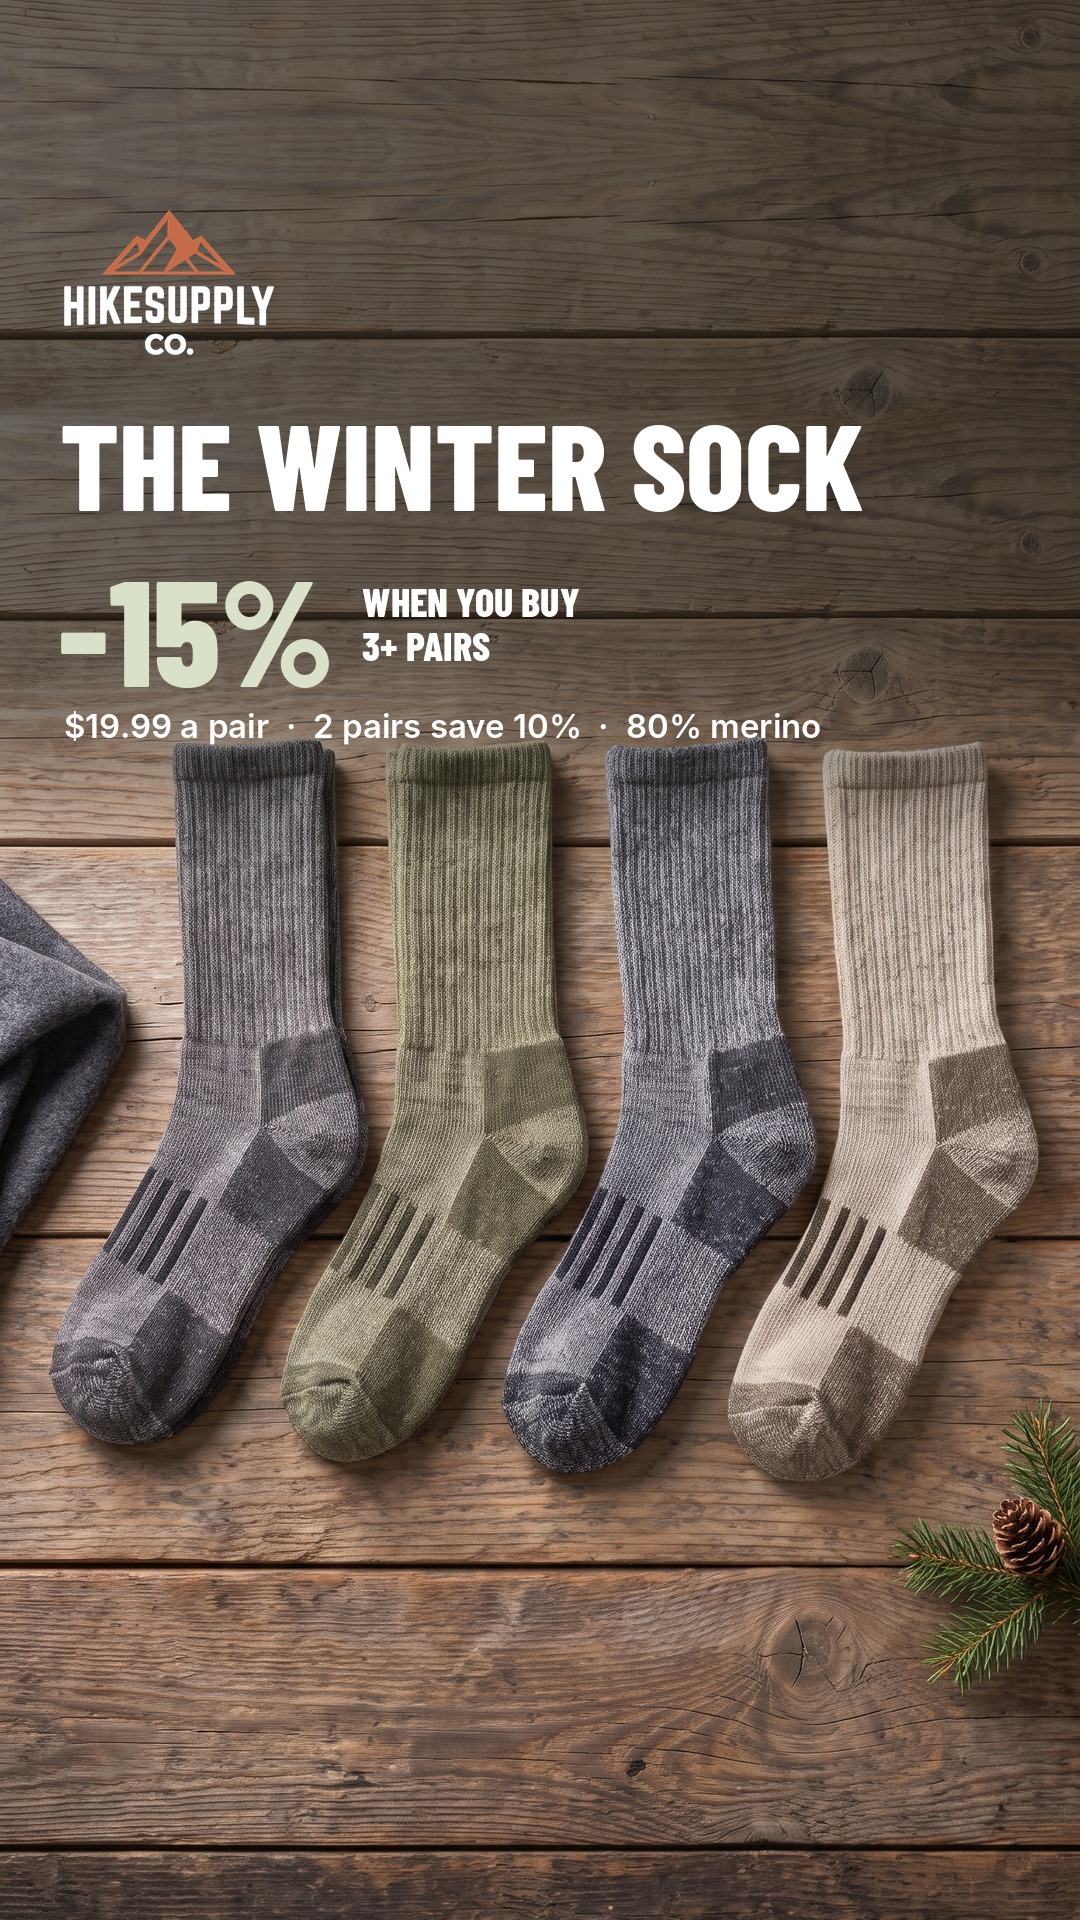 HIKESUPPLY
CO.
THE WINTER SOCK
-15%
WHEN YOU BUY
3+ PAIRS
$19.99 a pair · 2 pairs save 10% · 80% merino